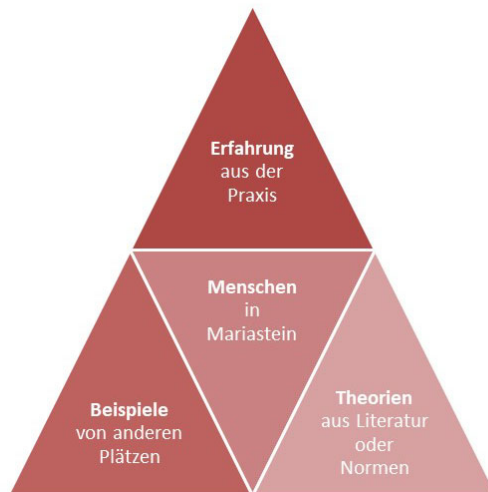 Erfahrung
aus der
Praxis
Menschen
in
Mariastein
Beispiele
von anderen
Plätzen
Theorien
aus Literatur
oder
Normen